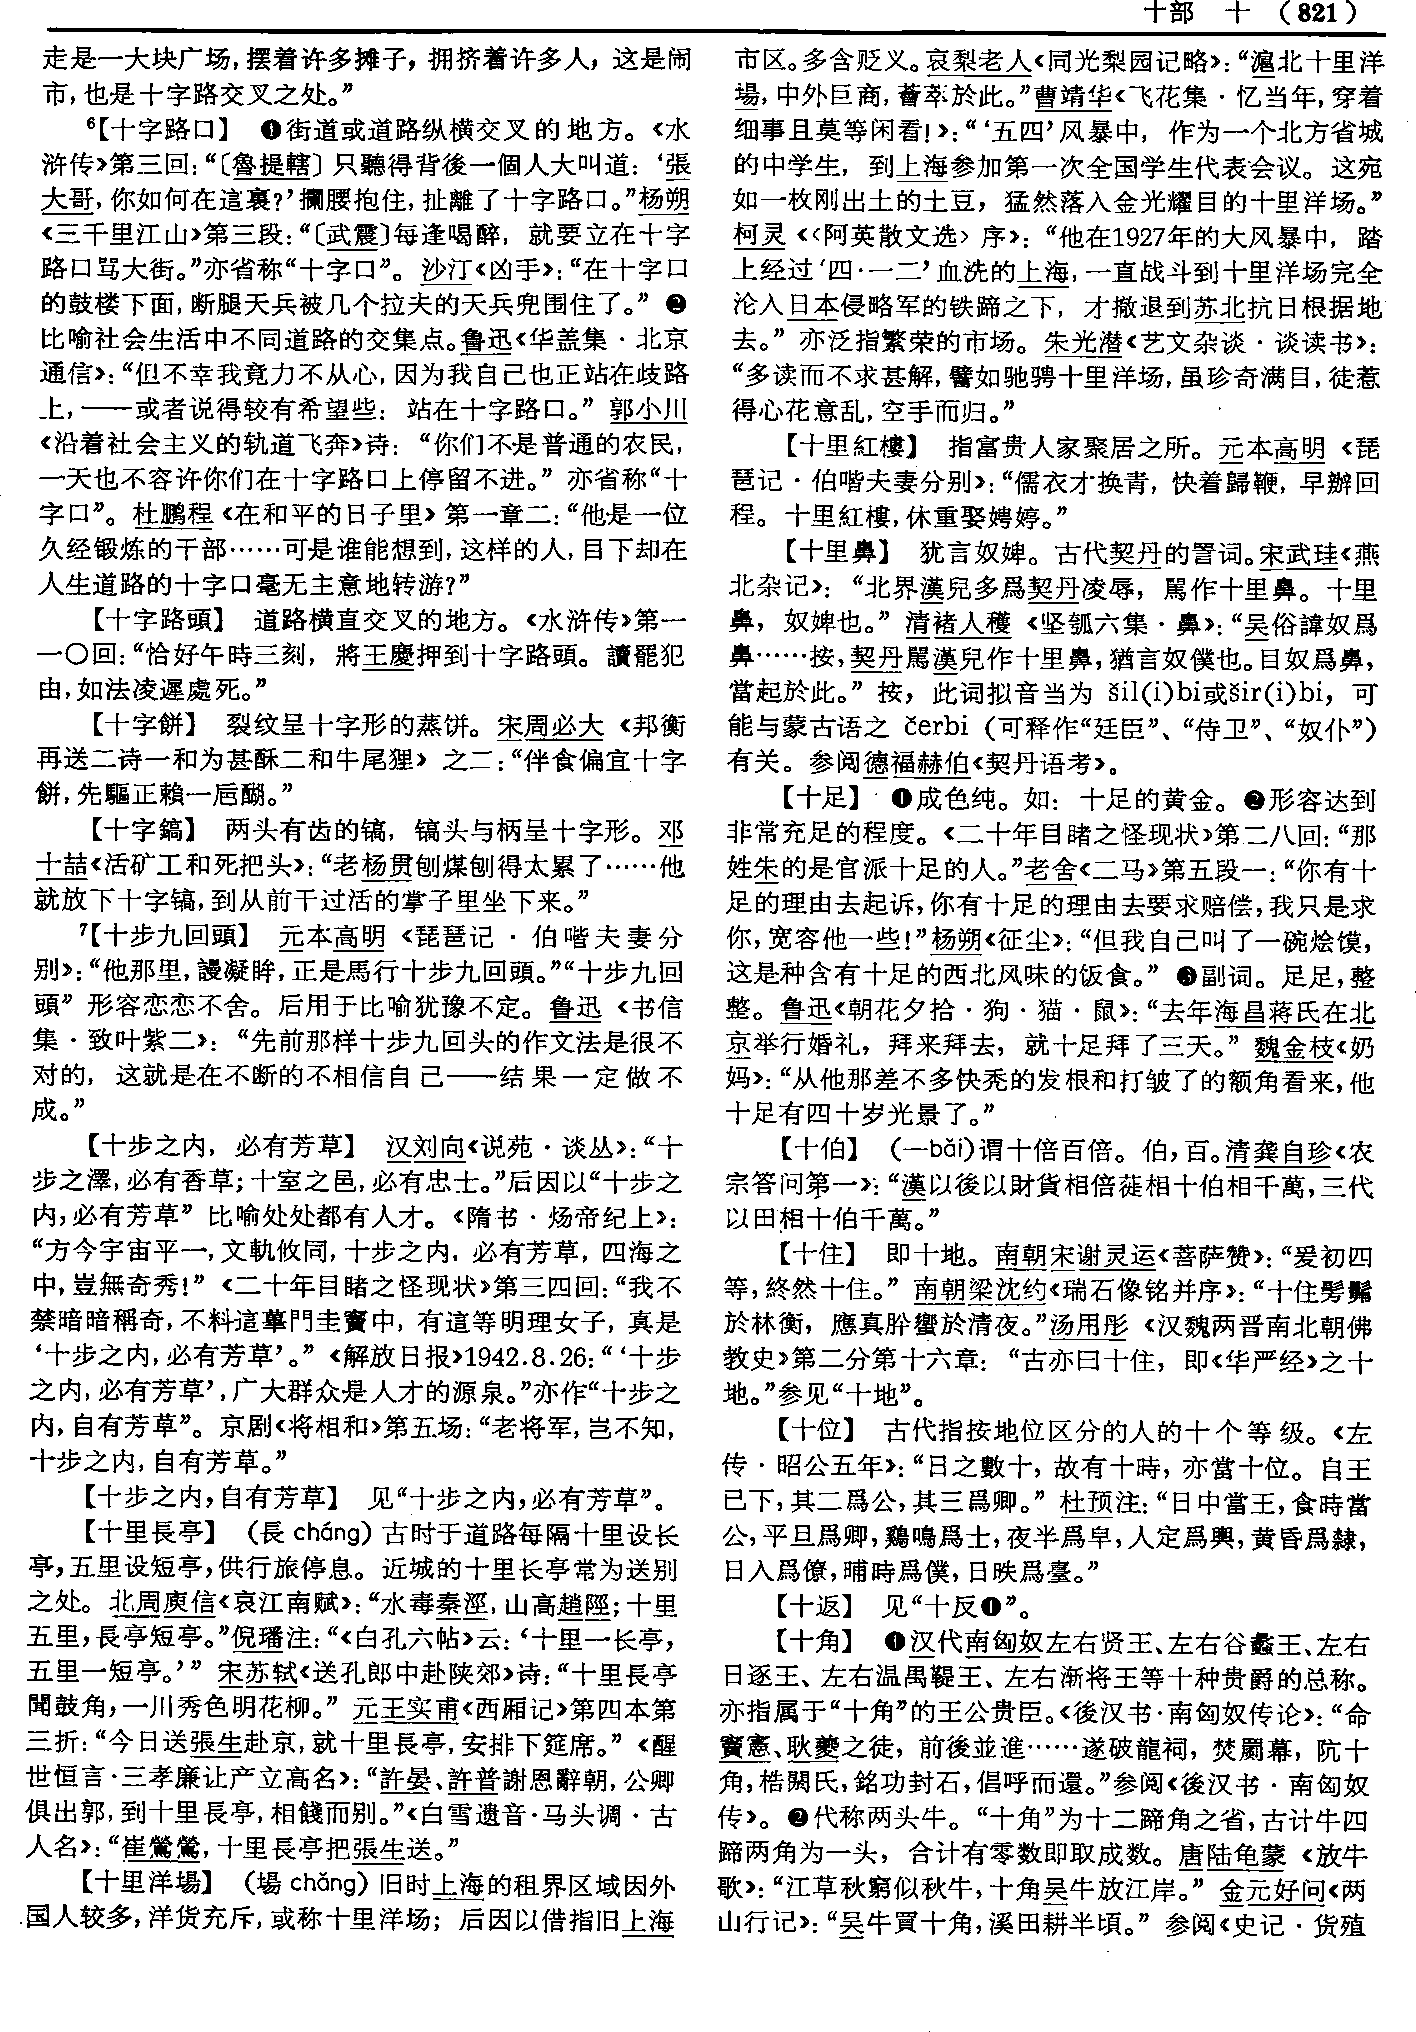 十部　十　（821）
走是一大块广场，摆着许多摊子，拥挤着许多人，这是闹
市，也是十字路交叉之处。”
⁶【十字路口】　❶街道或道路纵横交叉的地方。《水
浒传》第三回：“〔魯提轄〕只聽得背後一個人大叫道：‘張
大哥，你如何在這裏？’攔腰抱住，扯離了十字路口。”杨朔
《三千里江山》第三段：“〔武震〕每逢喝醉，就要立在十字
路口骂大街。”亦省称“十字口”。沙汀《凶手》：“在十字口
的鼓楼下面，断腿天兵被几个拉夫的天兵兜围住了。”❷
比喻社会生活中不同道路的交集点。鲁迅《华盖集·北京
通信》：“但不幸我竟力不从心，因为我自己也正站在歧路
上，——或者说得较有希望些：站在十字路口。”郭小川
《沿着社会主义的轨道飞奔》诗：“你们不是普通的农民，
一天也不容许你们在十字路口上停留不进。”亦省称“十
字口”。杜鹏程《在和平的日子里》第一章二：“他是一位
久经锻炼的干部……可是谁能想到，这样的人，目下却在
人生道路的十字口毫无主意地转游？”
【十字路頭】　道路横直交叉的地方。《水浒传》第一
一〇回：“恰好午時三刻，將王慶押到十字路頭。讀罷犯
由，如法凌遲處死。”
【十字餅】　裂纹呈十字形的蒸饼。宋周必大《邦衡
再送二诗一和为甚酥二和牛尾狸》之二：“伴食偏宜十字
餅，先驅正賴一巵醐。”
【十字鎬】　两头有齿的镐，镐头与柄呈十字形。邓
十喆《活矿工和死把头》：“老杨贯刨煤刨得太累了……他
就放下十字镐，到从前干过活的掌子里坐下来。”
⁷【十步九回頭】　元本高明《琵琶记·伯喈夫妻分
别》：“他那里，謾凝眸，正是馬行十步九回頭。”“十步九回
頭”形容恋恋不舍。后用于比喻犹豫不定。鲁迅《书信
集·致叶紫二》：“先前那样十步九回头的作文法是很不
对的，这就是在不断的不相信自己——结果一定做不
成。”
【十步之内，必有芳草】　汉刘向《说苑·谈丛》：“十
步之澤，必有香草；十室之邑，必有忠士。”后因以“十步之
内，必有芳草”比喻处处都有人才。《隋书·炀帝纪上》：
“方今宇宙平一，文軌攸同，十步之内，必有芳草，四海之
中，豈無奇秀！”《二十年目睹之怪现状》第三四回：“我不
禁暗暗稱奇，不料這蓽門圭竇中，有這等明理女子，真是
‘十步之内，必有芳草’。”《解放日报》1942.8.26：“‘十步
之内，必有芳草’，广大群众是人才的源泉。”亦作“十步之
内，自有芳草”。京剧《将相和》第五场：“老将军，岂不知，
十步之内，自有芳草。”
【十步之内，自有芳草】　见“十步之内，必有芳草”。
【十里長亭】　（長 cháng）古时于道路每隔十里设长
亭，五里设短亭，供行旅停息。近城的十里长亭常为送别
之处。北周庾信《哀江南赋》：“水毒秦涇，山高趙陘；十里
五里，長亭短亭。”倪璠注：“《白孔六帖》云：‘十里一长亭，
五里一短亭。’”宋苏轼《送孔郎中赴陕郊》诗：“十里長亭
聞鼓角，一川秀色明花柳。”元王实甫《西厢记》第四本第
三折：“今日送張生赴京，就十里長亭，安排下筵席。”《醒
世恒言·三孝廉让产立高名》：“許晏、許普謝恩辭朝，公卿
俱出郭，到十里長亭，相餞而别。”《白雪遗音·马头调·古
人名》：“崔鶯鶯，十里長亭把張生送。”
【十里洋場】　（場 chǎng）旧时上海的租界区域因外
国人较多，洋货充斥，或称十里洋场；后因以借指旧上海
市区。多含贬义。哀梨老人《同光梨园记略》：“滬北十里洋
場，中外巨商，薈萃於此。”曹靖华《飞花集·忆当年，穿着
细事且莫等闲看！》：“‘五四’风暴中，作为一个北方省城
的中学生，到上海参加第一次全国学生代表会议。这宛
如一枚刚出土的土豆，猛然落入金光耀目的十里洋场。”
柯灵《〈阿英散文选〉序》：“他在1927年的大风暴中，踏
上经过‘四·一二’血洗的上海，一直战斗到十里洋场完全
沦入日本侵略军的铁蹄之下，才撤退到苏北抗日根据地
去。”亦泛指繁荣的市场。朱光潜《艺文杂谈·谈读书》：
“多读而不求甚解，譬如驰骋十里洋场，虽珍奇满目，徒惹
得心花意乱，空手而归。”
【十里紅樓】　指富贵人家聚居之所。元本高明《琵
琶记·伯喈夫妻分别》：“儒衣才换青，快着歸鞭，早辦回
程。十里紅樓，休重娶娉婷。”
【十里鼻】　犹言奴婢。古代契丹的詈词。宋武珪《燕
北杂记》：“北界漢兒多爲契丹凌辱，罵作十里鼻。十里
鼻，奴婢也。”清褚人穫《坚瓠六集·鼻》：“吴俗諱奴爲
鼻……按，契丹罵漢兒作十里鼻，猶言奴僕也。目奴爲鼻，
當起於此。”按，此词拟音当为 šil(i)bi或šir(i)bi，可
能与蒙古语之 čerbi（可释作“廷臣”、“侍卫”、“奴仆”）
有关。参阅德福赫伯《契丹语考》。
【十足】　❶成色纯。如：十足的黄金。❷形容达到
非常充足的程度。《二十年目睹之怪现状》第二八回：“那
姓朱的是官派十足的人。”老舍《二马》第五段一：“你有十
足的理由去起诉，你有十足的理由去要求赔偿，我只是求
你，宽容他一些！”杨朔《征尘》：“但我自己叫了一碗烩馍，
这是种含有十足的西北风味的饭食。”❸副词。足足，整
整。鲁迅《朝花夕拾·狗·猫·鼠》：“去年海昌蒋氏在北
京举行婚礼，拜来拜去，就十足拜了三天。”魏金枝《奶
妈》：“从他那差不多快秃的发根和打皱了的额角看来，他
十足有四十岁光景了。”
【十伯】　（—bǎi）谓十倍百倍。伯，百。清龚自珍《农
宗答问第一》：“漢以後以財貨相倍蓰相十伯相千萬，三代
以田相十伯千萬。”
【十住】　即十地。南朝宋谢灵运《菩萨赞》：“爰初四
等，終然十住。”南朝梁沈约《瑞石像铭并序》：“十住髣髴
於林衡，應真肸蠁於清夜。”汤用彤《汉魏两晋南北朝佛
教史》第二分第十六章：“古亦曰十住，即《华严经》之十
地。”参见“十地”。
【十位】　古代指按地位区分的人的十个等级。《左
传·昭公五年》：“日之數十，故有十時，亦當十位。自王
已下，其二爲公，其三爲卿。”杜预注：“日中當王，食時當
公，平旦爲卿，鷄鳴爲士，夜半爲皁，人定爲輿，黄昏爲隸，
日入爲僚，晡時爲僕，日昳爲臺。”
【十返】　见“十反❶”。
【十角】　❶汉代南匈奴左右贤王、左右谷蠡王、左右
日逐王、左右温禺鞮王、左右渐将王等十种贵爵的总称。
亦指属于“十角”的王公贵臣。《後汉书·南匈奴传论》：“命
竇憲、耿夔之徒，前後並進……遂破龍祠，焚罽幕，阬十
角，梏閼氏，銘功封石，倡呼而還。”参阅《後汉书·南匈奴
传》。❷代称两头牛。“十角”为十二蹄角之省，古计牛四
蹄两角为一头，合计有零数即取成数。唐陆龟蒙《放牛
歌》：“江草秋窮似秋牛，十角吴牛放江岸。”金元好问《两
山行记》：“吴牛買十角，溪田耕半頃。”参阅《史记·货殖